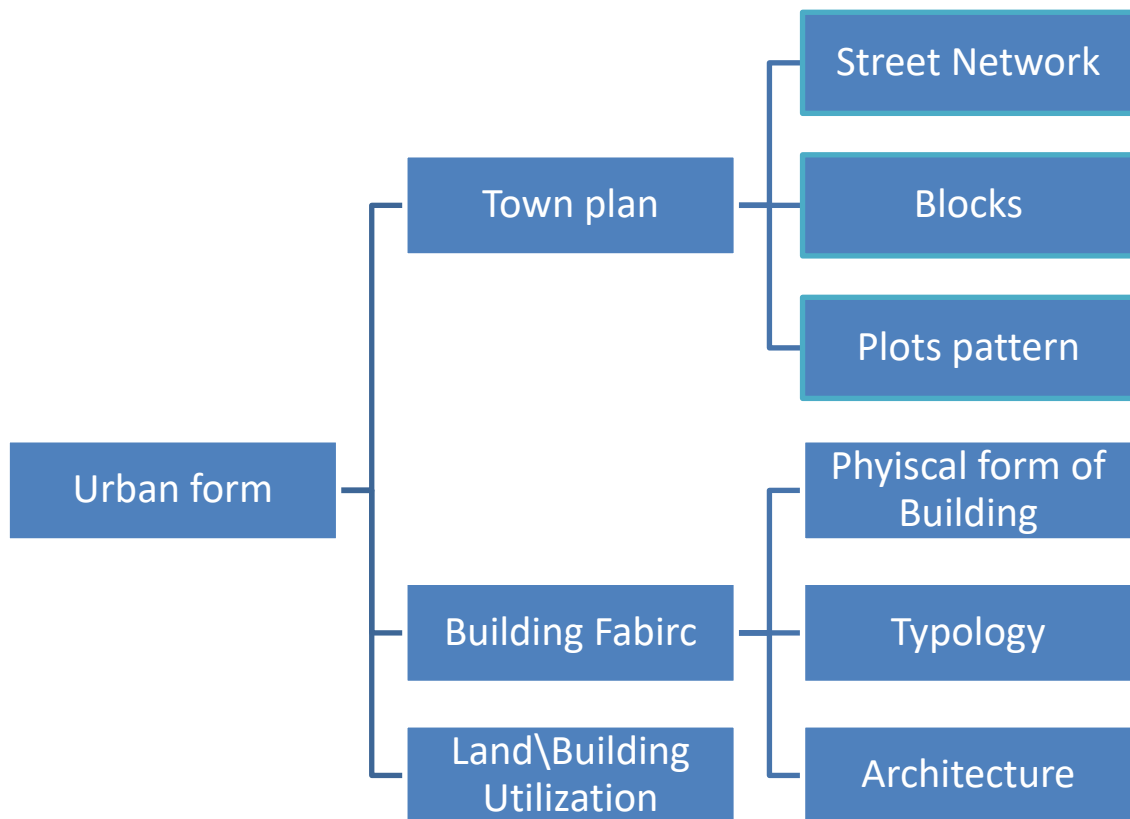 Street Network
Town plan
Blocks
Plots pattern
Urban form
Phyiscal form of
Building
Building Fabirc
Typology
Land\Building
Utilization
Architecture